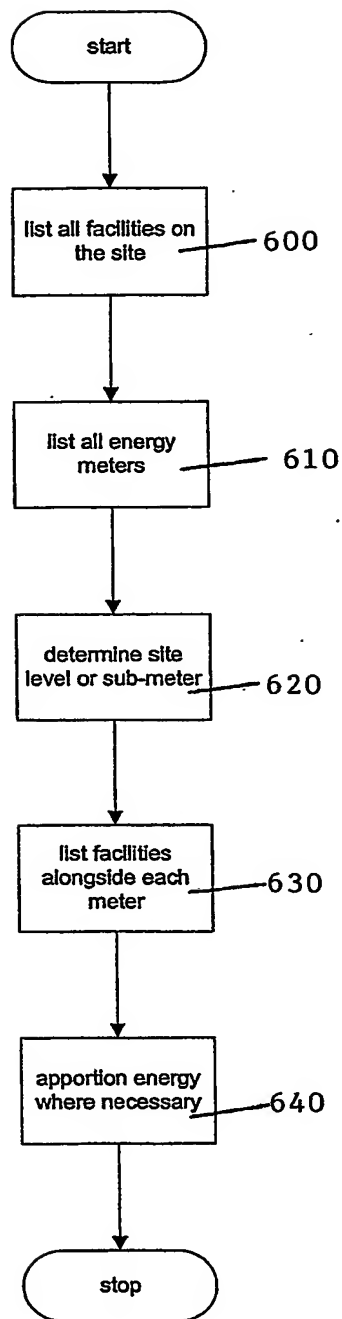 start
list all facilities on
the site
600
list all energy
meters
610
determine site
level or sub-meter
620
list facilities
alongside each
meter
630
apportion energy
where necessary
640
stop